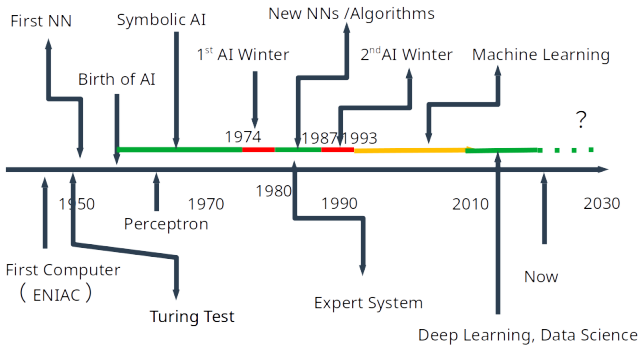 First NN
Symbolic AI
New NNs /Algorithms
1st AI Winter
2nd AI Winter
Machine Learning
Birth of AI
?
1974
1987
1993
1950
1970
1980
1990
2010
2030
Perceptron
First Computer
( ENIAC )
Turing Test
Expert System
Now
Deep Learning, Data Science